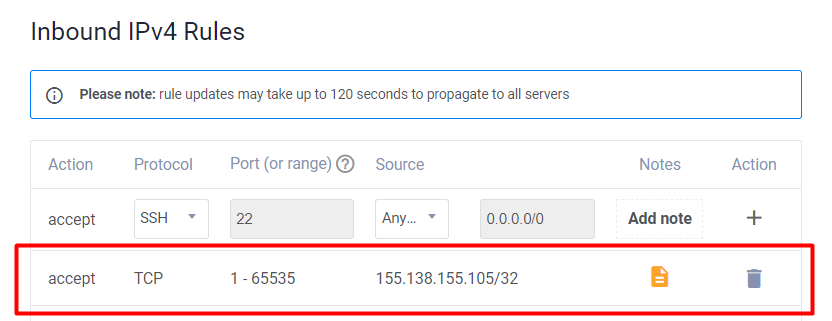 Inbound IPv4 Rules
Please note: rule updates may take up to 120 seconds to propagate to all servers
Action Protocol Port (or range) ? Source Notes Action
accept SSH 22 Any... 0.0.0.0/0 Add note +
accept TCP 1 - 65535 155.138.155.105/32